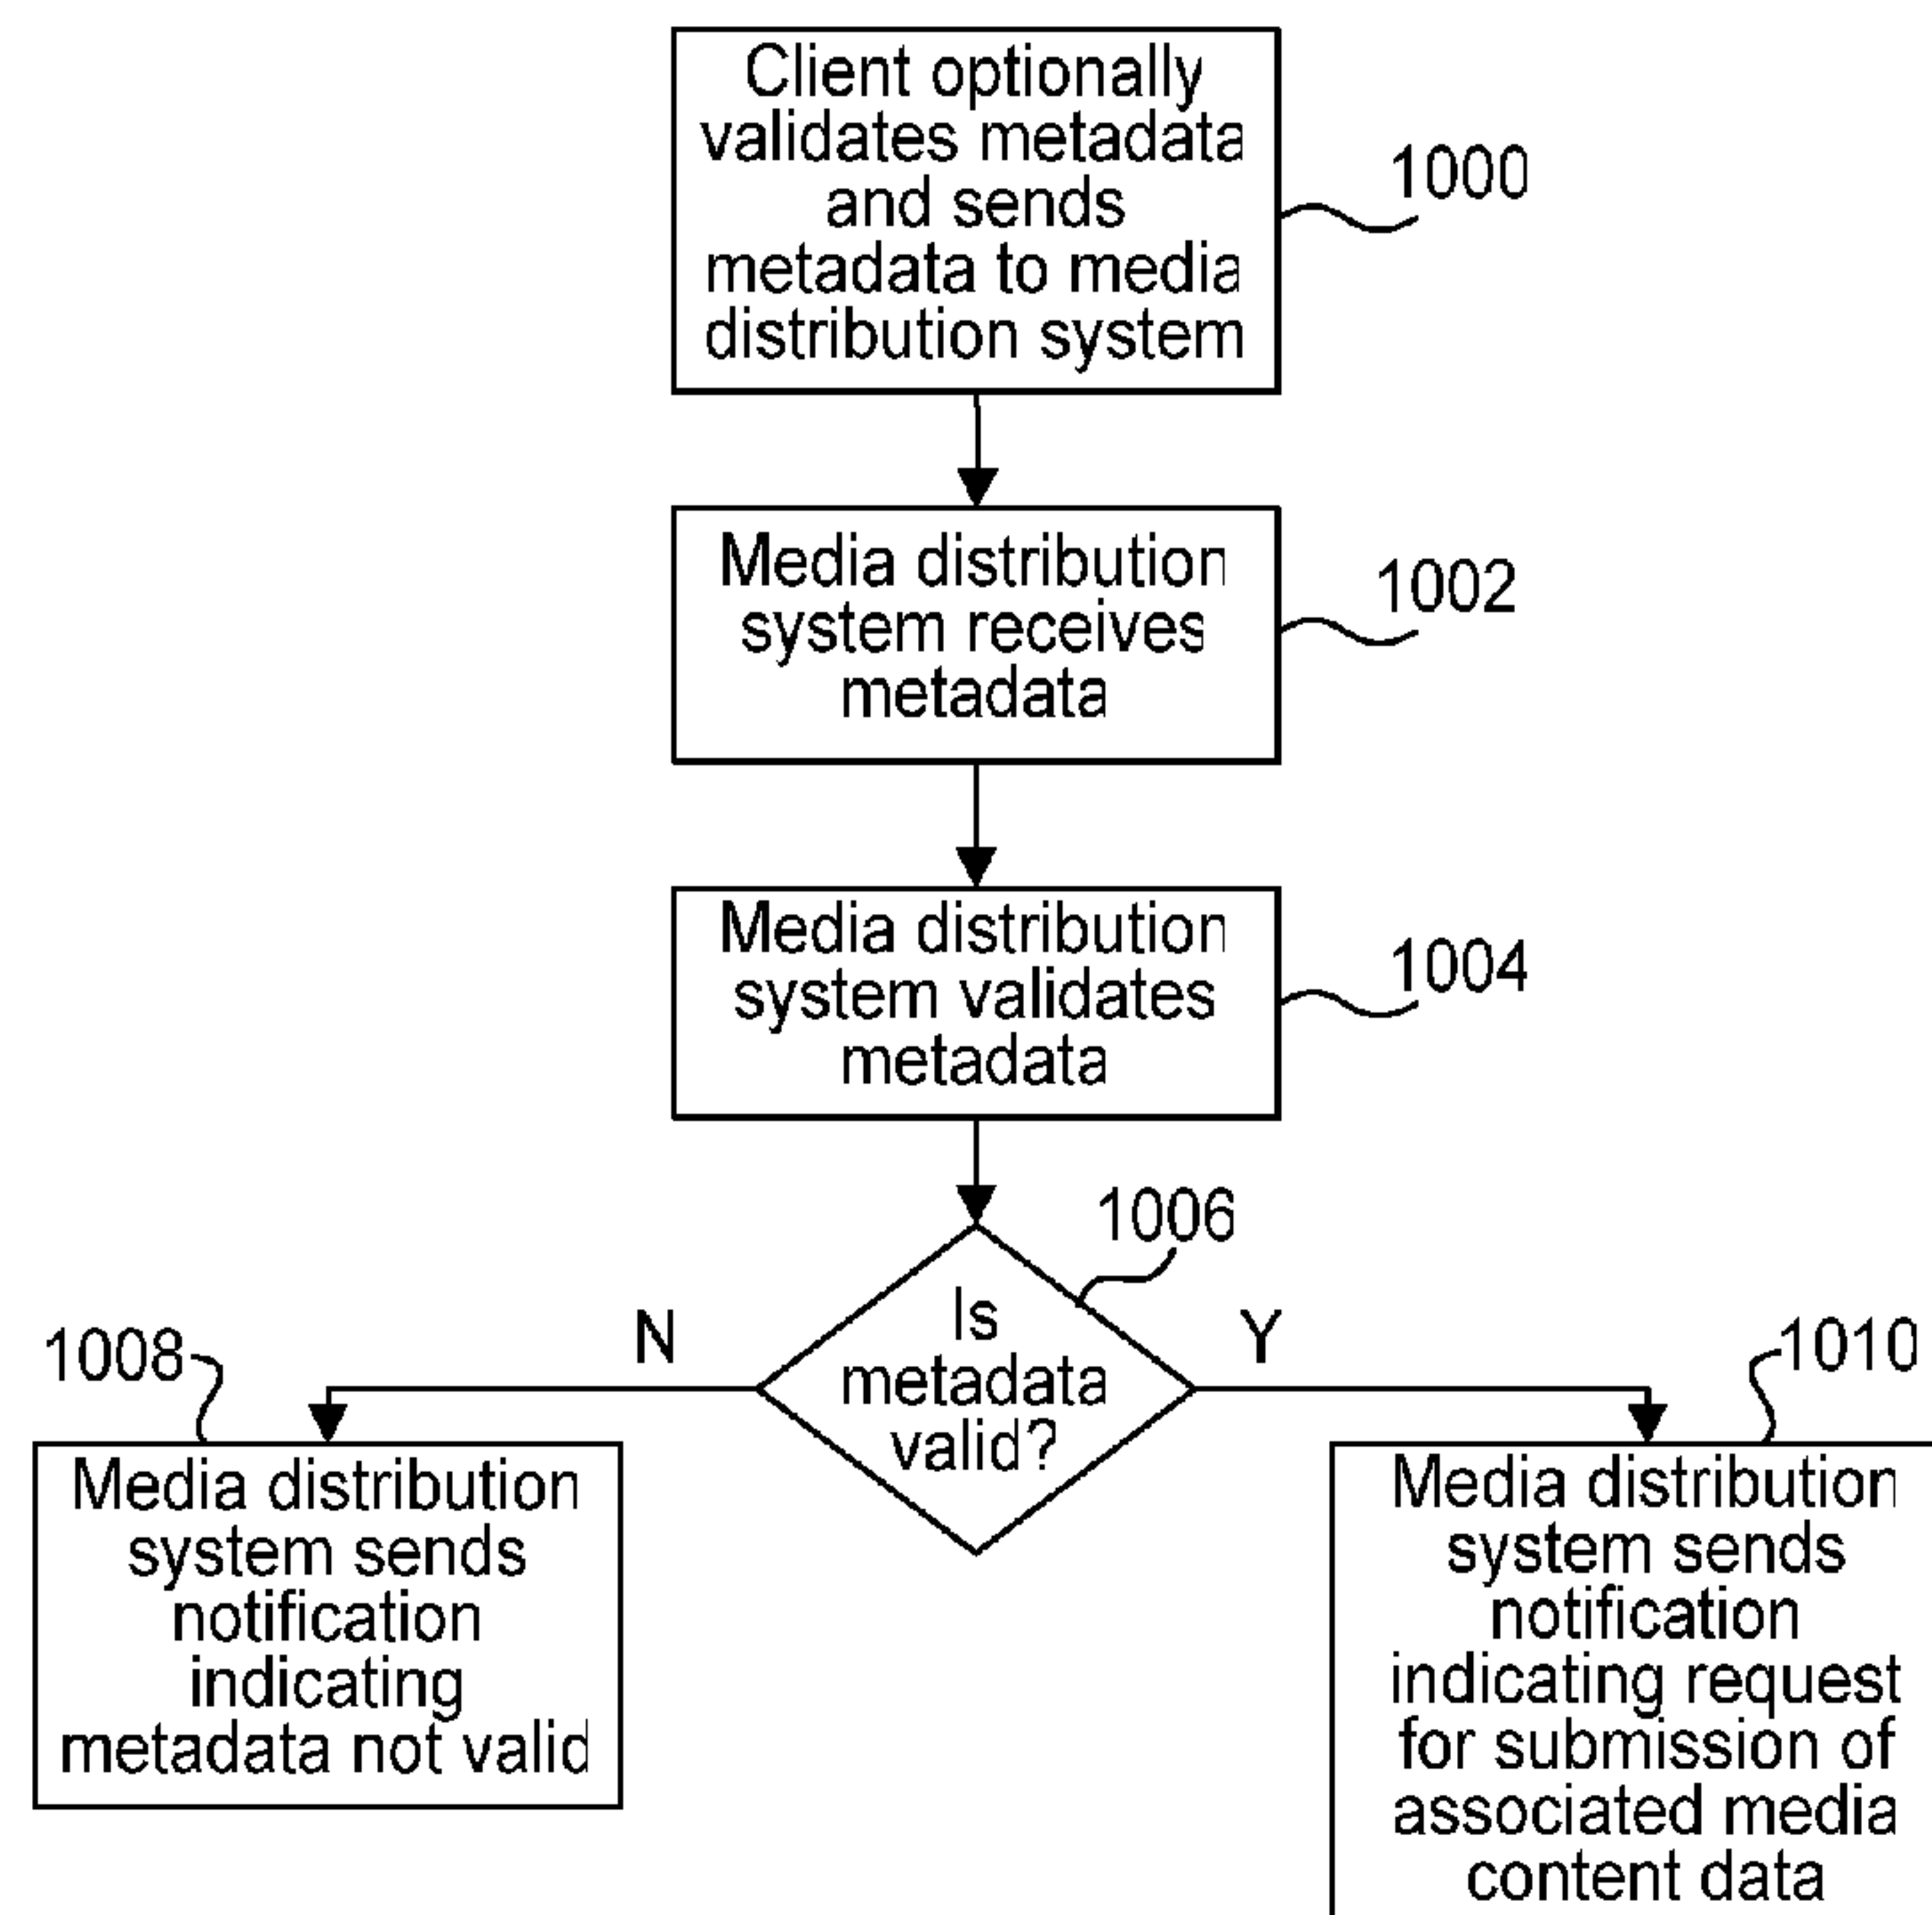 Client optionally
validates metadata
and sends
metadata to media
distribution system
1000
Media distribution
system receives
metadata
1002
Media distribution
system validates
metadata
1004
1006
Is
metadata
valid?
N
Y
1008
Media distribution
system sends
notification
indicating
metadata not valid
1010
Media distribution
system sends
notification
indicating request
for submission of
associated media
content data